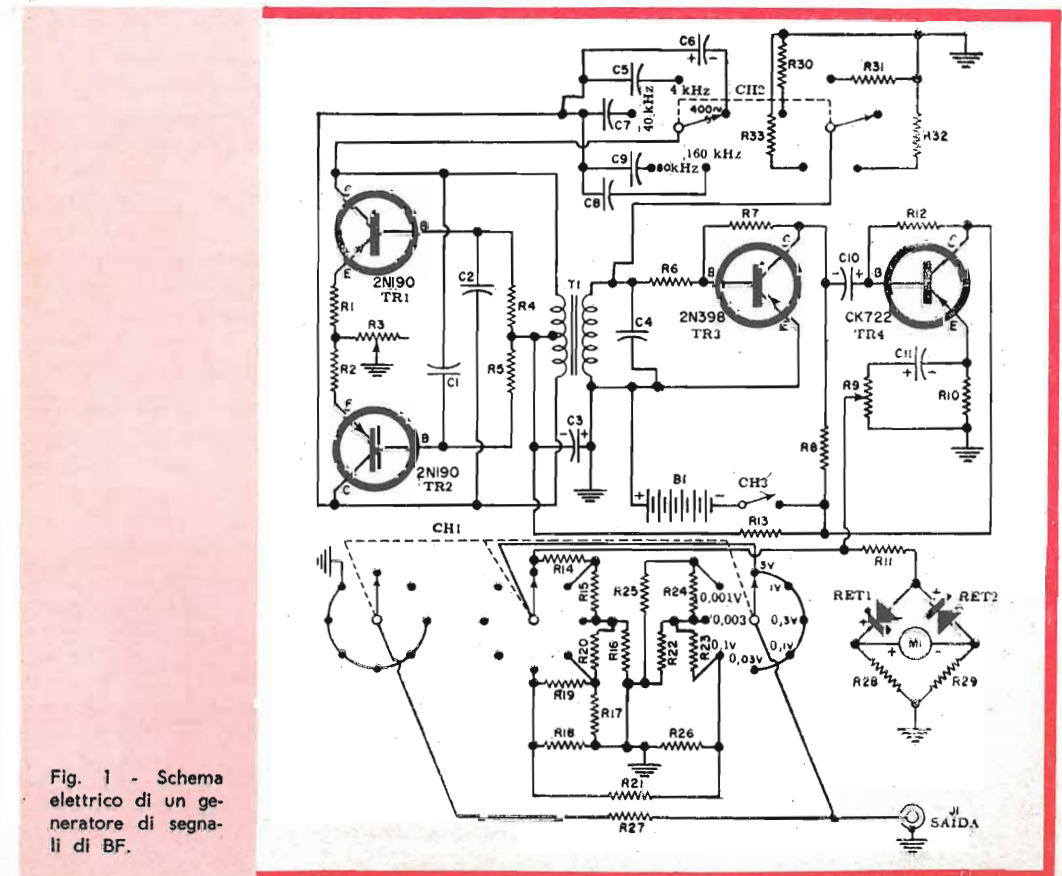 C6
+ -
R30
R31
C5
4 kHz
CH2
40 kHz
400~
C7
R33
R32
C9
160 kHz
60kHz
C8
C
R7
C
R12
C
B
C2
2N190
TR1
E
R1
R4
T1
R6
B
C10
- +
B
2N398
TR3
E
CK722
TR4
E
R3
C4
C11
+ -
R2
C1
R5
R9
R10
E
C3
- +
R8
B
2N190
TR2
C
+ B1 -
CH3
CH1
R13
R14
3V
R11
R15
R25
R24
1V
0,001V
RET1
RET2
0,003
0,3V
R20
R16
R22
R23
0,1V
0,1V
0,03V
+ M1 -
R19
R28
R29
R17
R18
R26
R21
R27
J1
SAIDA
Fig. 1 - Schema
elettrico di un ge-
neratore di segna-
li di BF.